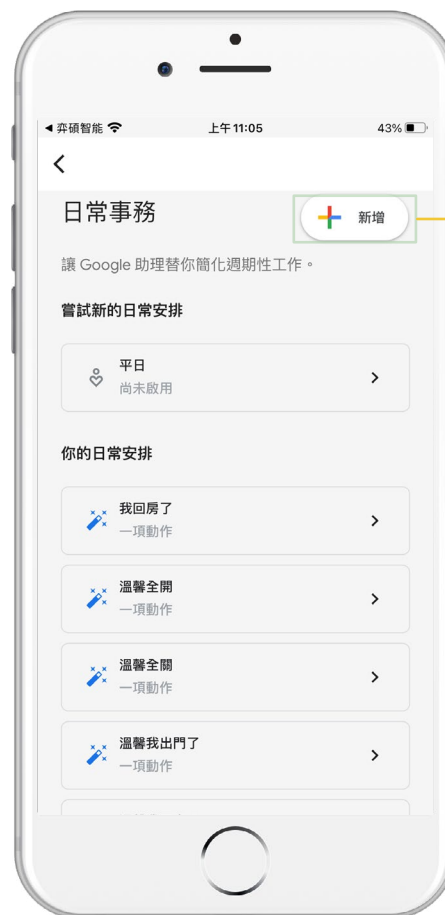 ◀ 弈碩智能 上午11:05 43%
日常事務
新增
讓 Google 助理替你簡化週期性工作。
嘗試新的日常安排
平日
尚未啟用
你的日常安排
我回房了
一項動作
溫馨全開
一項動作
溫馨全關
一項動作
溫馨我出門了
一項動作